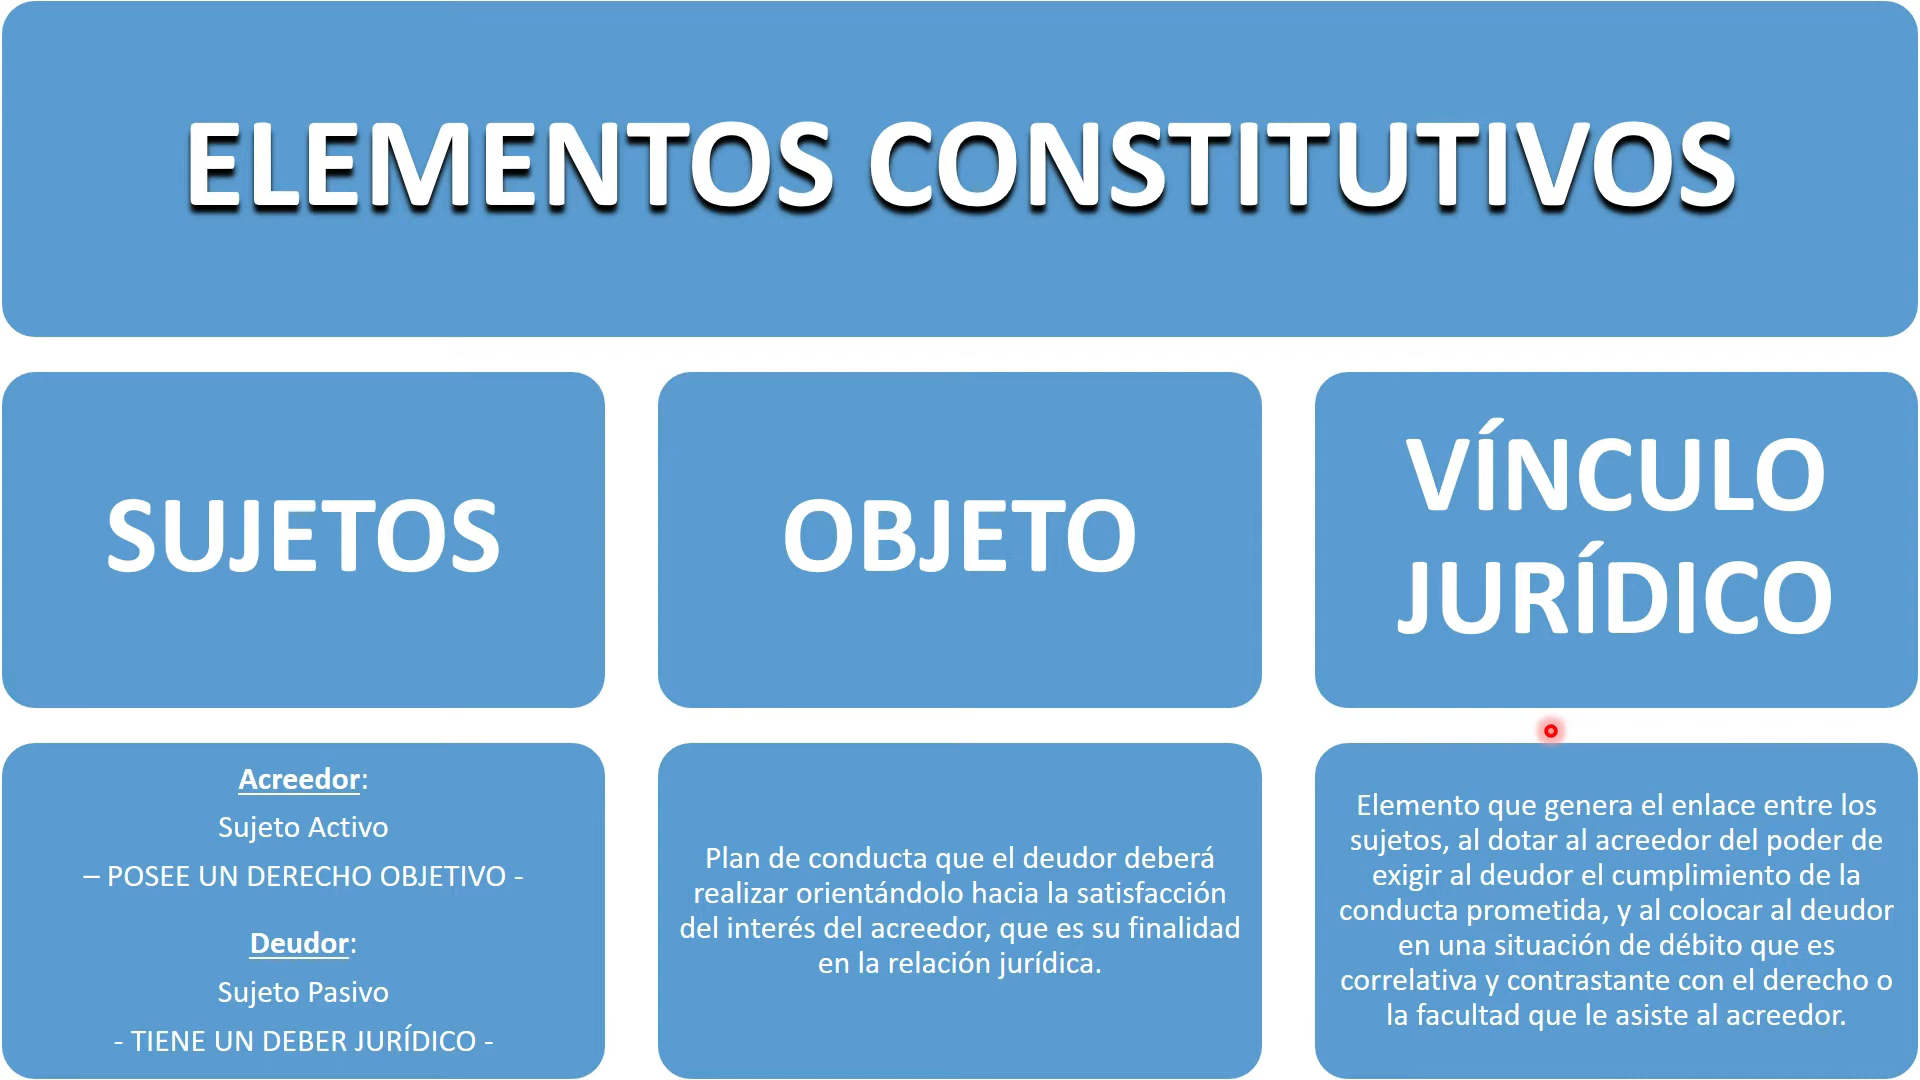 ELEMENTOS CONSTITUTIVOS
SUJETOS
OBJETO
VÍNCULO
JURÍDICO
Acreedor:
Sujeto Activo
– POSEE UN DERECHO OBJETIVO -
Deudor:
Sujeto Pasivo
- TIENE UN DEBER JURÍDICO -
Plan de conducta que el deudor deberá
realizar orientándolo hacia la satisfacción
del interés del acreedor, que es su finalidad
en la relación jurídica.
Elemento que genera el enlace entre los
sujetos, al dotar al acreedor del poder de
exigir al deudor el cumplimiento de la
conducta prometida, y al colocar al deudor
en una situación de débito que es
correlativa y contrastante con el derecho o
la facultad que le asiste al acreedor.